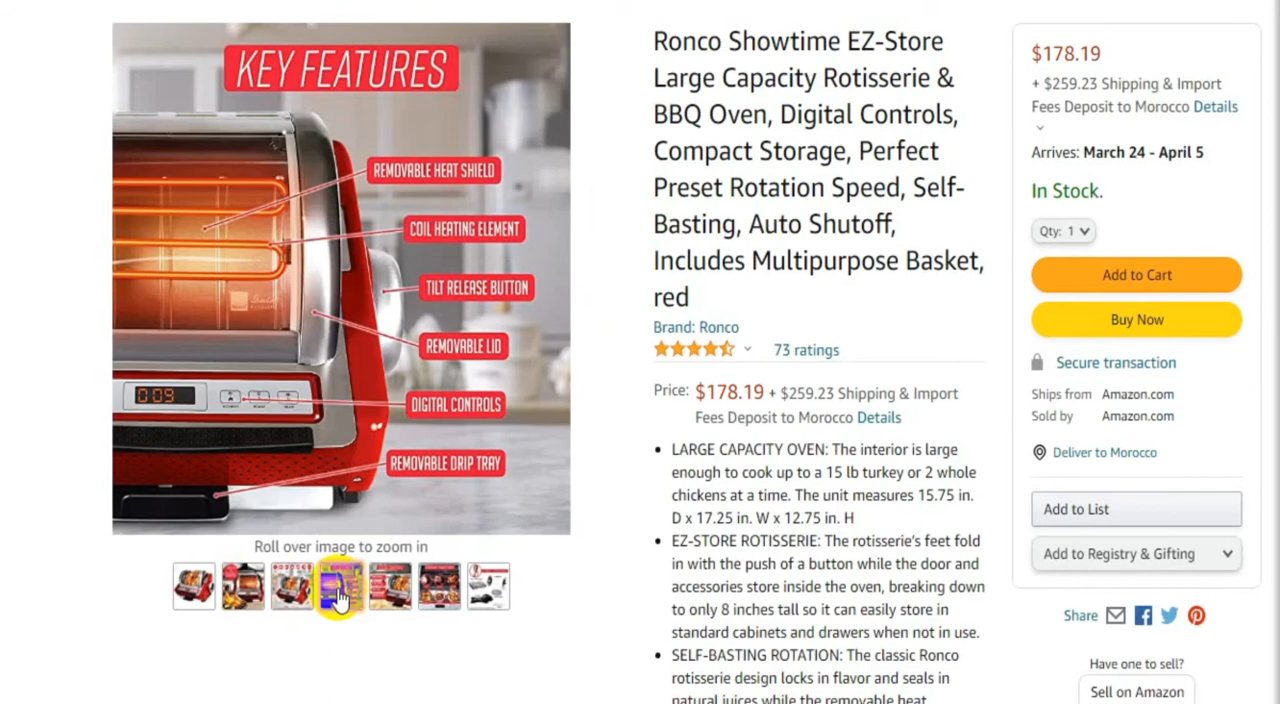 KEY FEATURES
REMOVABLE HEAT SHIELD
COIL HEATING ELEMENT
TILT RELEASE BUTTON
REMOVABLE LID
DIGITAL CONTROLS
REMOVABLE DRIP TRAY
0:09
Roll over image to zoom in
Ronco Showtime EZ-Store
Large Capacity Rotisserie &
BBQ Oven, Digital Controls,
Compact Storage, Perfect
Preset Rotation Speed, Self-
Basting, Auto Shutoff,
Includes Multipurpose Basket,
red
Brand: Ronco
73 ratings
Price: $178.19 + $259.23 Shipping & Import
Fees Deposit to Morocco Details
• LARGE CAPACITY OVEN: The interior is large
enough to cook up to a 15 lb turkey or 2 whole
chickens at a time. The unit measures 15.75 in.
D x 17.25 in. W x 12.75 in. H
• EZ-STORE ROTISSERIE: The rotisserie's feet fold
in with the push of a button while the door and
accessories store inside the oven, breaking down
to only 8 inches tall so it can easily store in
standard cabinets and drawers when not in use.
• SELF-BASTING ROTATION: The classic Ronco
rotisserie design locks in flavor and seals in
natural juices while the removable heat
$178.19
+ $259.23 Shipping & Import
Fees Deposit to Morocco Details
Arrives: March 24 - April 5
In Stock.
Qty: 1
Add to Cart
Buy Now
Secure transaction
Ships from Amazon.com
Sold by Amazon.com
Deliver to Morocco
Add to List
Add to Registry & Gifting
Share
Have one to sell?
Sell on Amazon